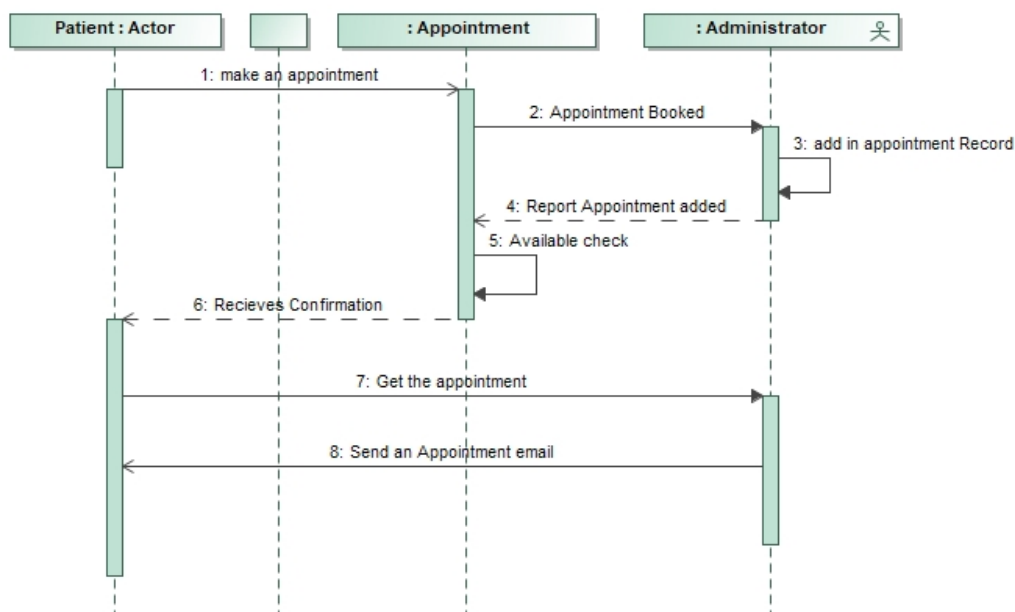 Patient : Actor
: Appointment
: Administrator
1: make an appointment
2: Appointment Booked
3: add in appointment Record
4: Report Appointment added
5: Available check
6: Recieves Confirmation
7: Get the appointment
8: Send an Appointment email